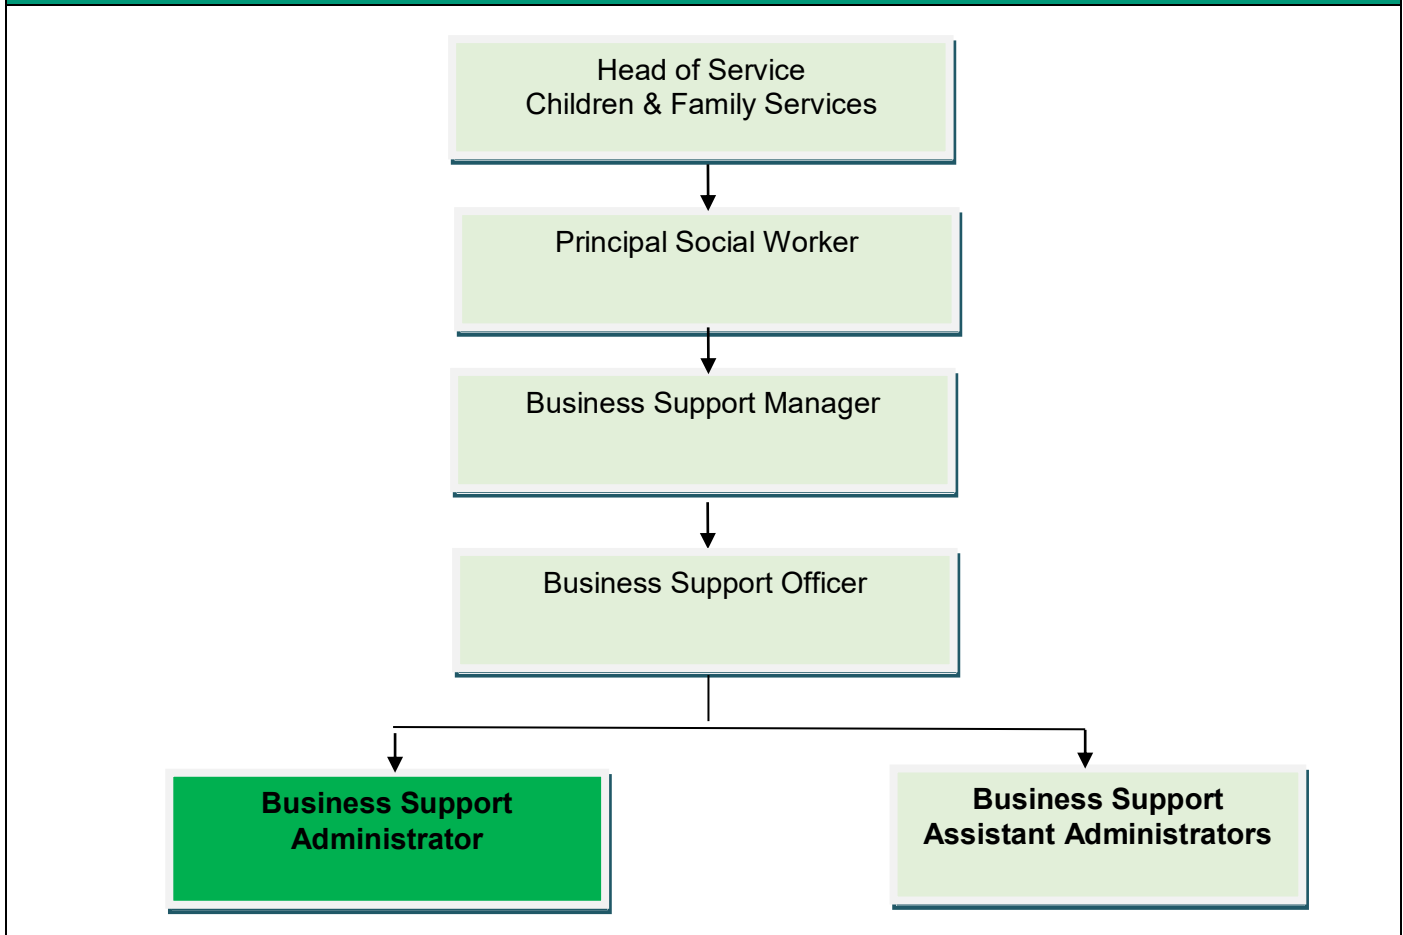 Head of Service
Children & Family Services
Principal Social Worker
Business Support Manager
Business Support Officer
Business Support
Administrator
Business Support
Assistant Administrators